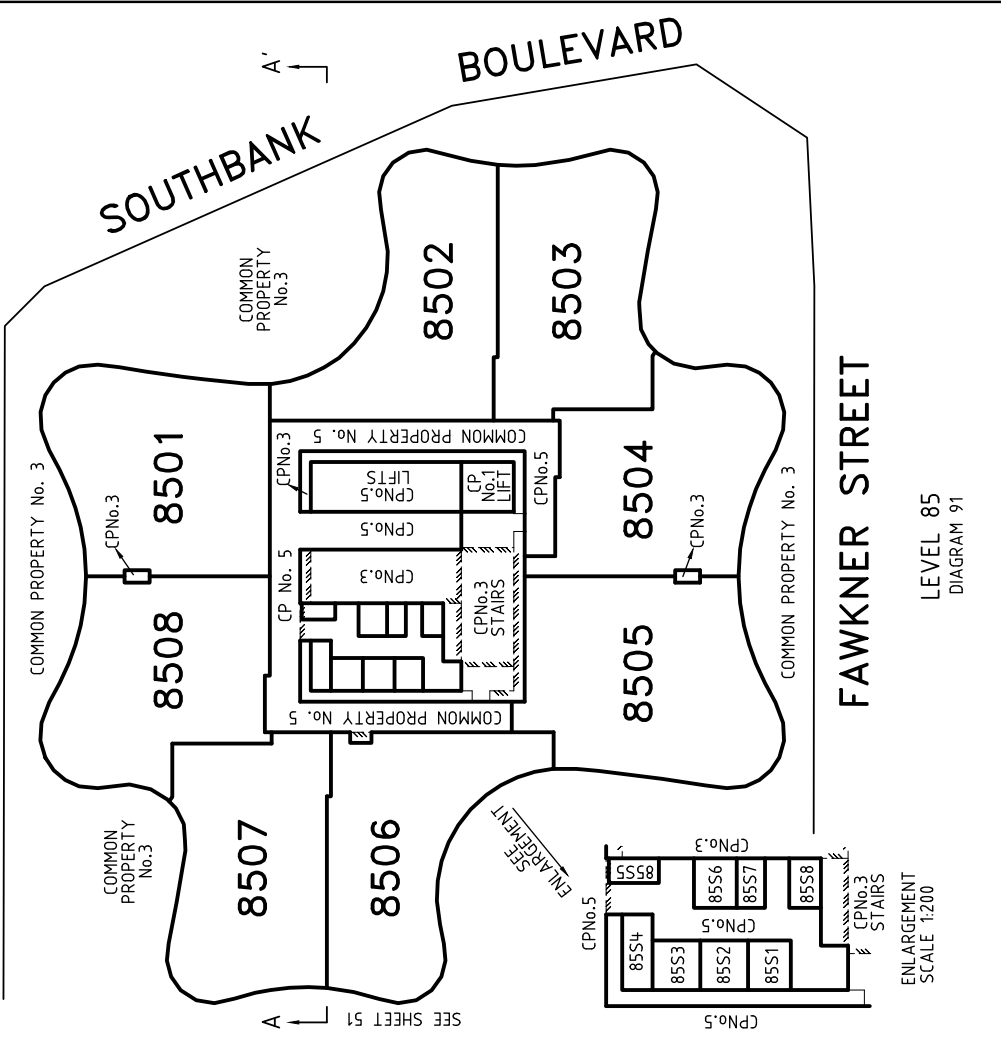 A'
BOULEVARD
SOUTHBANK
COMMON
PROPERTY
No.3
8502
8503
COMMON PROPERTY No. 3
8501
CPNo.3
CPNo.3
COMMON PROPERTY No. 5
CPNo.5
LIFTS
CP
No.1
LIFT
CPNo.5
CPNo.5
8504
CPNo.3
COMMON PROPERTY No. 3
FAWKNER STREET
LEVEL 85
DIAGRAM 91
CP No. 5
CPNo.3
CPNo.3
STAIRS
8508
8505
COMMON PROPERTY No. 5
COMMON
PROPERTY
No.3
8507
8506
SEE
ENLARGEMENT
A
SEE SHEET 51
CPNo.5
CPNo.3
85S5
85S6
85S7
85S8
CPNo.5
85S4
85S3
85S2
85S1
CPNo.3
STAIRS
CPNo.5
ENLARGEMENT
SCALE 1:200